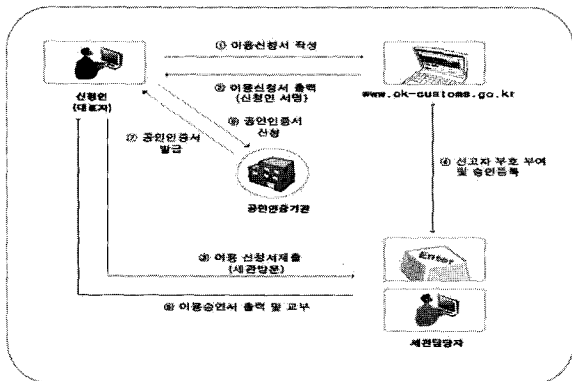 ① 이용신청서 작성
② 이용신청서 출력
(신청인 서명)
신청인
(대표자)
www.ok-customs.go.kr
⑥ 공인인증서
신청
⑦ 공인인증서
발급
④ 신고자 부호 부여
및 승인등록
공인인증기관
③ 이용 신청서제출
(세관방문)
Enter
⑤ 이용승인서 출력 및 교부
세관담당자